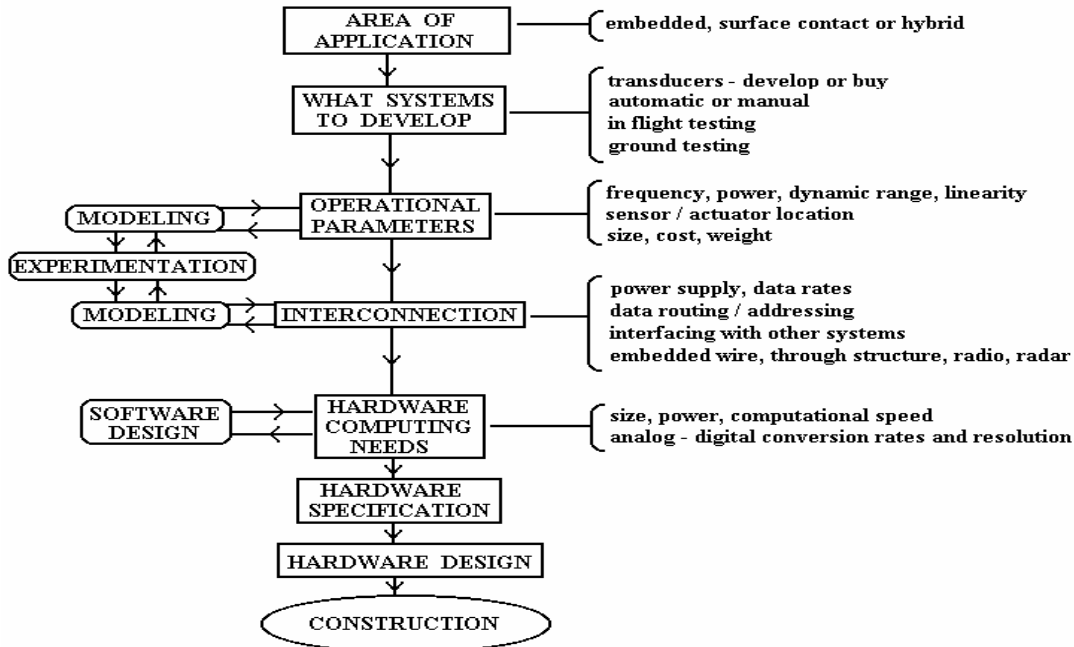 AREA OF
APPLICATION
embedded, surface contact or hybrid
WHAT SYSTEMS
TO DEVELOP
transducers - develop or buy
automatic or manual
in flight testing
ground testing
MODELING
OPERATIONAL
PARAMETERS
frequency, power, dynamic range, linearity
sensor / actuator location
size, cost, weight
EXPERIMENTATION
MODELING
INTERCONNECTION
power supply, data rates
data routing / addressing
interfacing with other systems
embedded wire, through structure, radio, radar
SOFTWARE
DESIGN
HARDWARE
COMPUTING
NEEDS
size, power, computational speed
analog - digital conversion rates and resolution
HARDWARE
SPECIFICATION
HARDWARE DESIGN
CONSTRUCTION